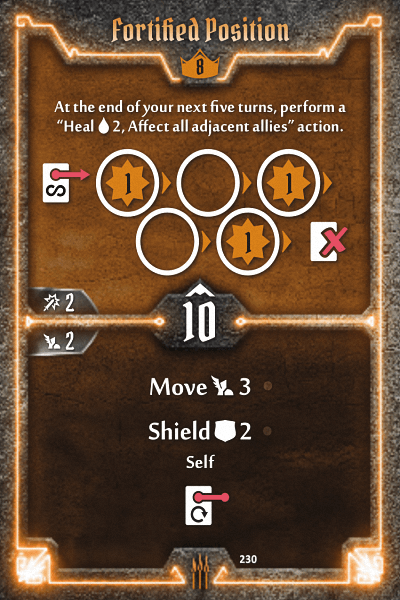 Fortified Position
8
At the end of your next five turns, perform a
“Heal 2, Affect all adjacent allies” action.
S
1 1
1
2
10
2
Move 3
Shield 2
Self
230